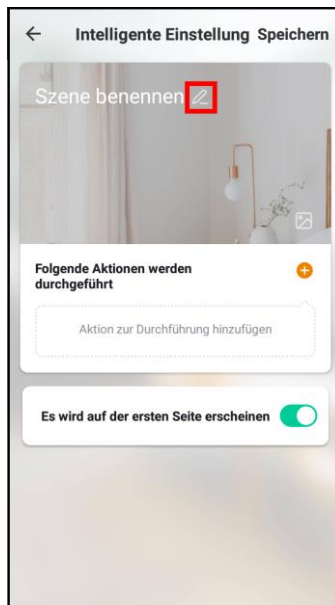 Intelligente Einstellung Speichern
Szene benennen
Folgende Aktionen werden
durchgeführt
Aktion zur Durchführung hinzufügen
Es wird auf der ersten Seite erscheinen